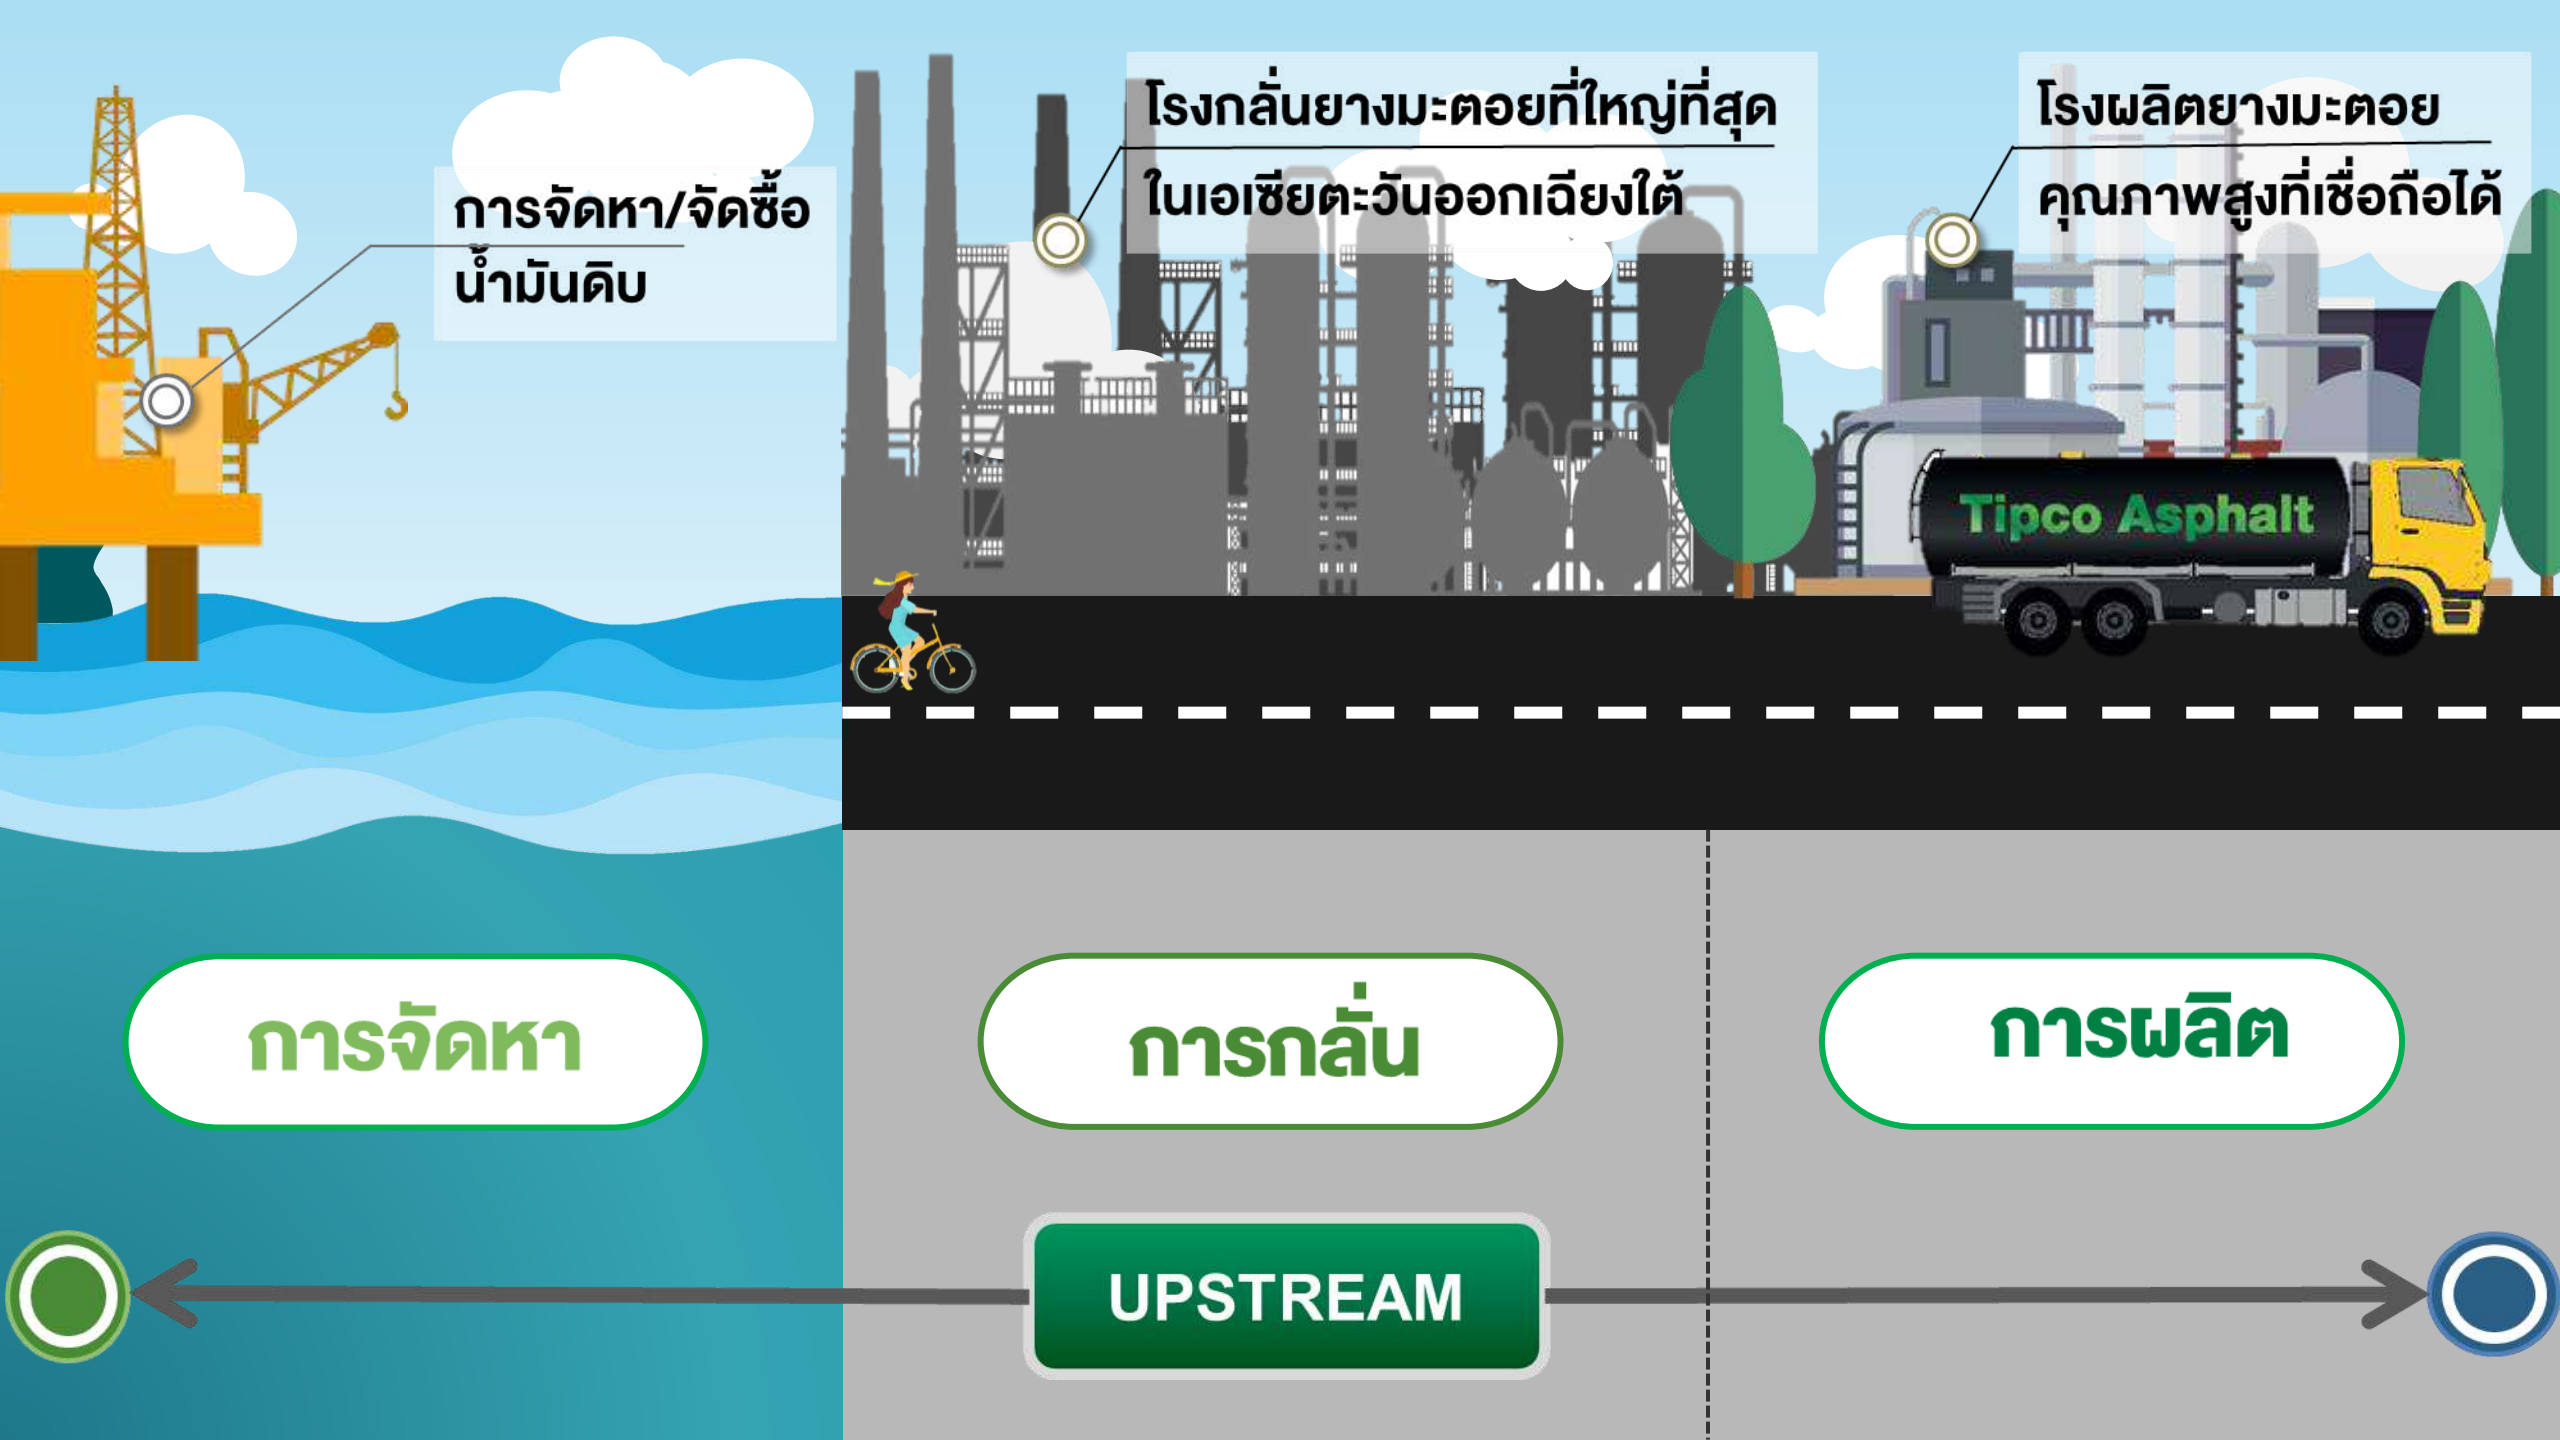 การจัดหา/จัดซื้อ
น้ำมันดิบ
โรงกลั่นยางมะตอยที่ใหญ่ที่สุด
ในเอเซียตะวันออกเฉียงใต้
โรงผลิตยางมะตอย
คุณภาพสูงที่เชื่อถือได้
Tipco Asphalt
การจัดหา
การกลั่น
การผลิต
UPSTREAM